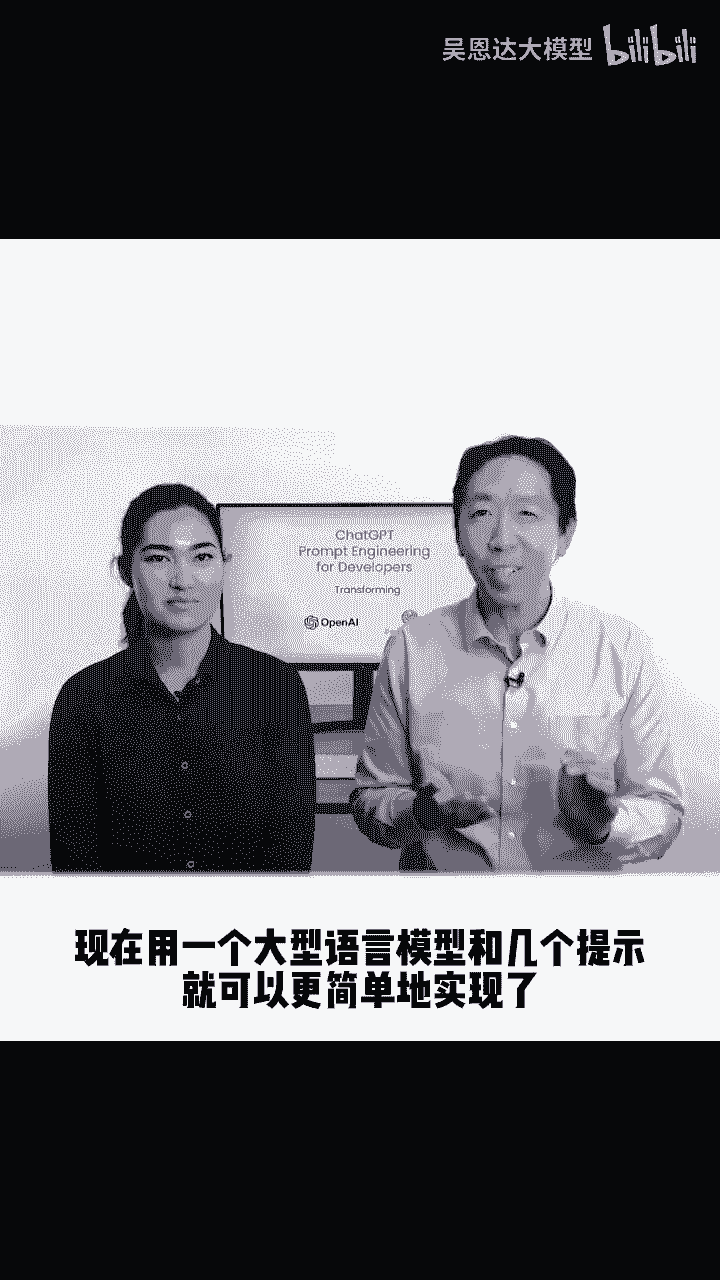 吴恩达大模型 bilibili
ChatGPT
Prompt Engineering
for Developers
Transforming
OpenAI
现在用一个大型语言模型和几个提示
就可以更简单地实现了